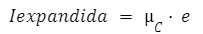 Iexpandida = μC · e